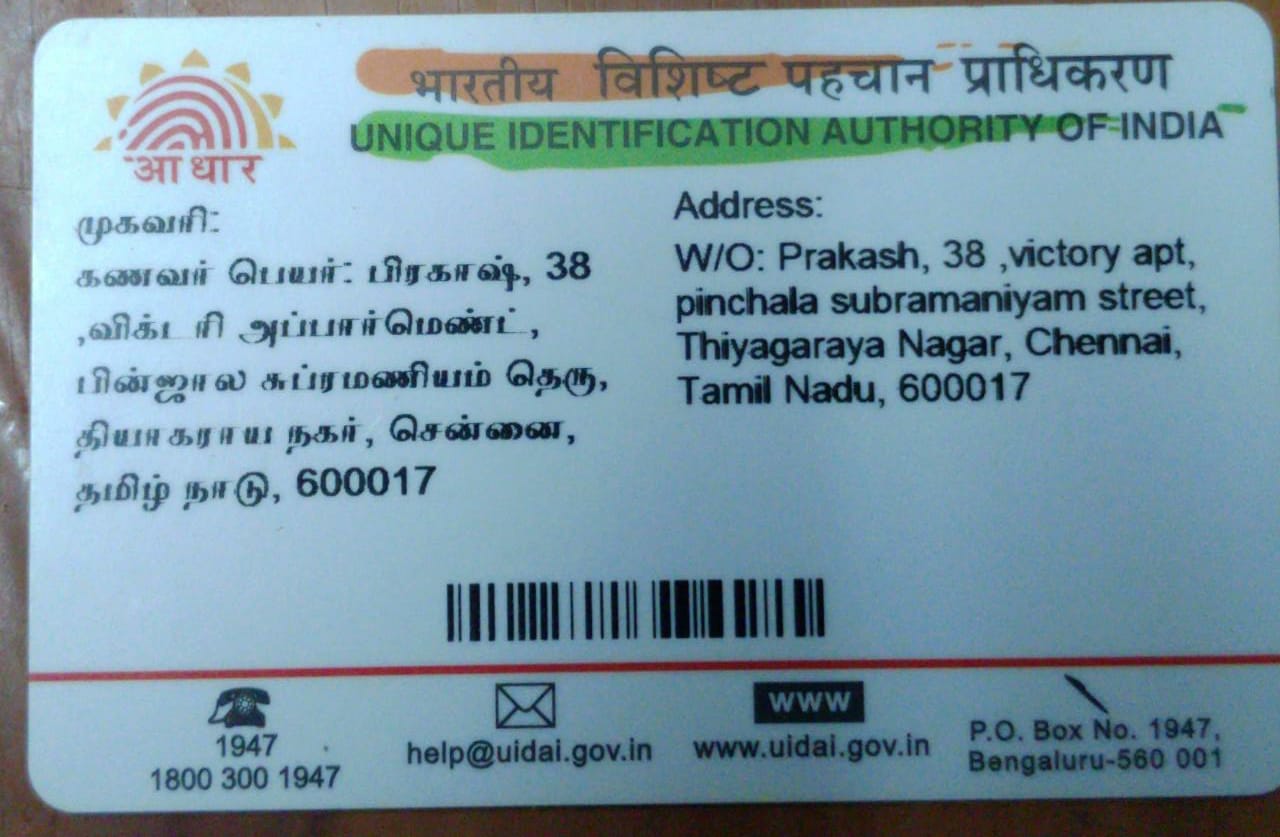 भारतीय विशिष्ट पहचान प्राधिकरण
UNIQUE IDENTIFICATION AUTHORITY OF INDIA
आधार
முகவரி:
கணவர் பெயர்: பிரகாஷ், 38
,விக்டரி அப்பார்மெண்ட்,
பின்ஜால சுப்ரமணியம் தெரு,
தியாகராய நகர், சென்னை,
தமிழ் நாடு, 600017
Address:
W/O: Prakash, 38 ,victory apt,
pinchala subramaniyam street,
Thiyagaraya Nagar, Chennai,
Tamil Nadu, 600017
1947
1800 300 1947
help@uidai.gov.in
www
www.uidai.gov.in
P.O. Box No. 1947,
Bengaluru-560 001